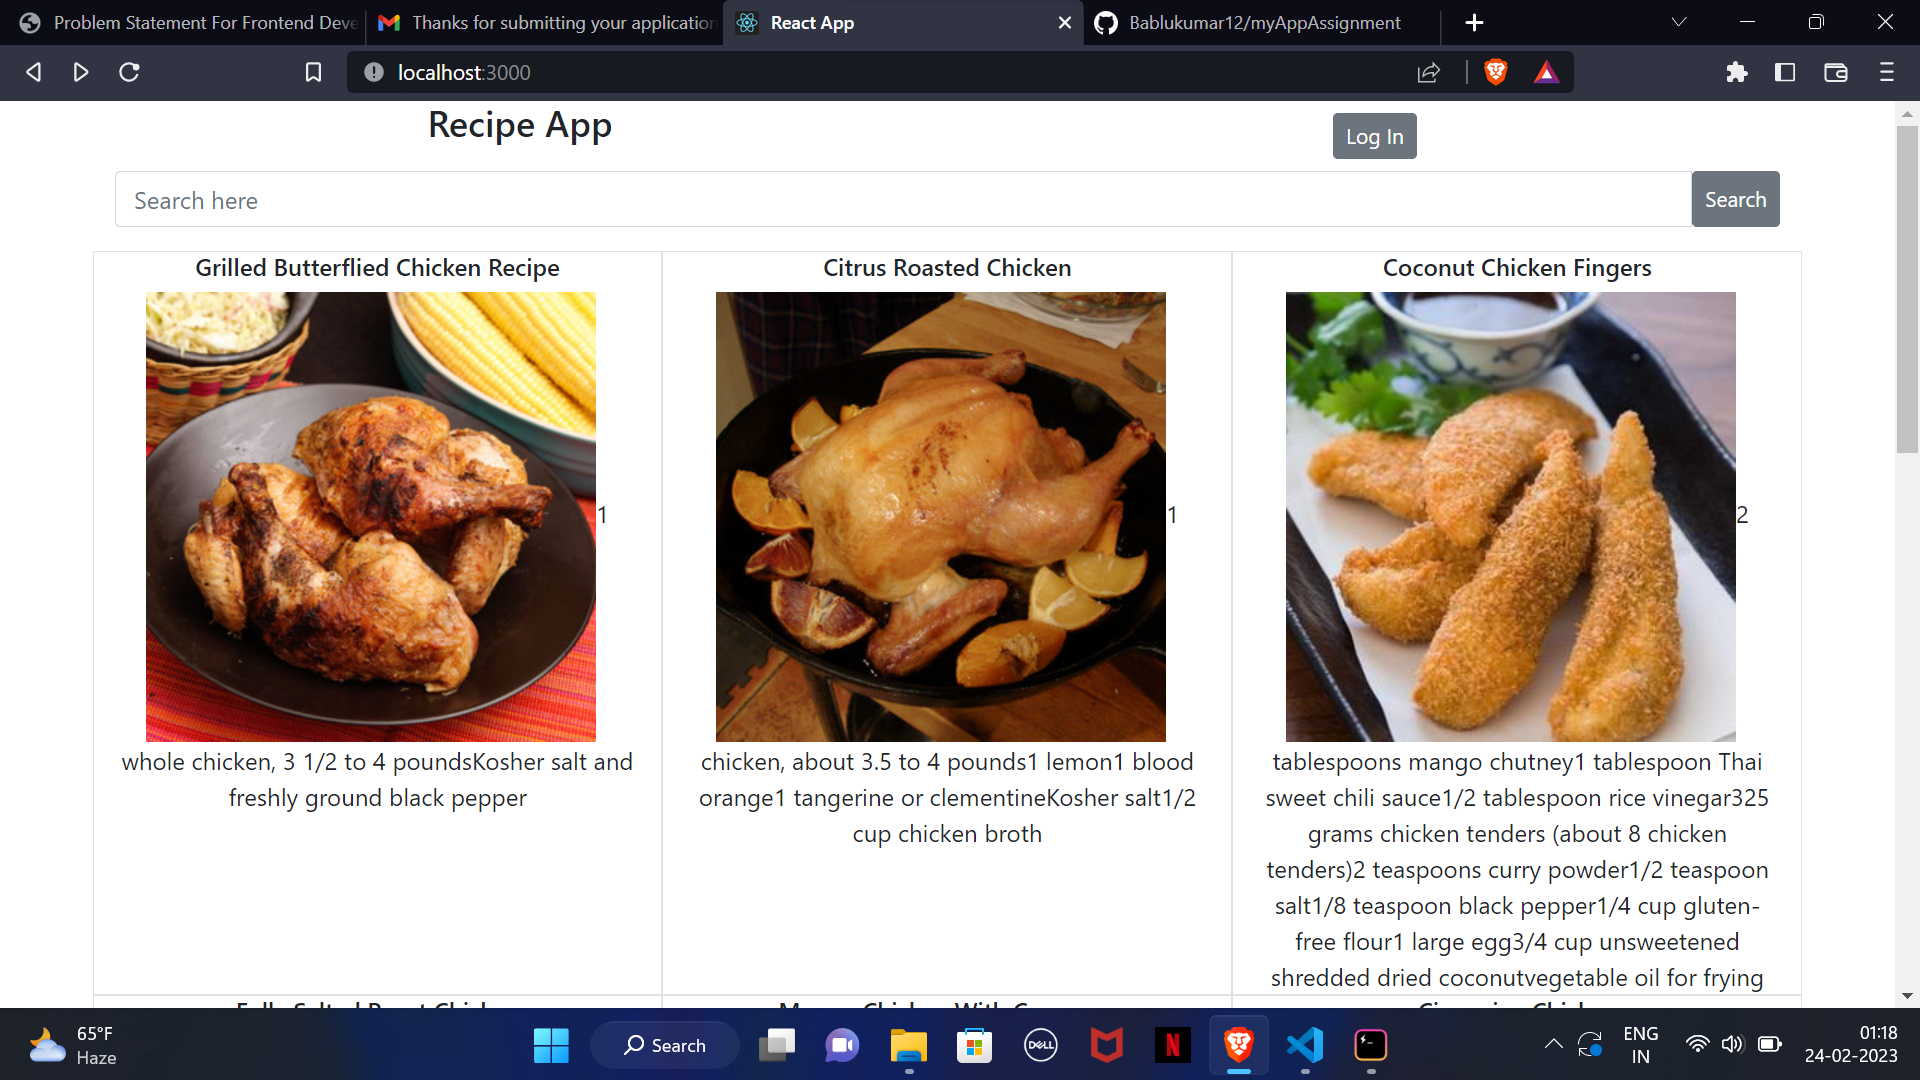 Problem Statement For Frontend Deve
Thanks for submitting your application
React App
Bablukumar12/myAppAssignment
localhost:3000
Recipe App
Log In
Search here
Search
Grilled Butterflied Chicken Recipe
1
whole chicken, 3 1/2 to 4 poundsKosher salt and
freshly ground black pepper
Citrus Roasted Chicken
1
chicken, about 3.5 to 4 pounds1 lemon1 blood
orange1 tangerine or clementineKosher salt1/2
cup chicken broth
Coconut Chicken Fingers
2
tablespoons mango chutney1 tablespoon Thai
sweet chili sauce1/2 tablespoon rice vinegar325
grams chicken tenders (about 8 chicken
tenders)2 teaspoons curry powder1/2 teaspoon
salt1/8 teaspoon black pepper1/4 cup gluten-
free flour1 large egg3/4 cup unsweetened
shredded dried coconutvegetable oil for frying
65°F
Haze
Search
DELL
N
ENG
IN
01:18
24-02-2023